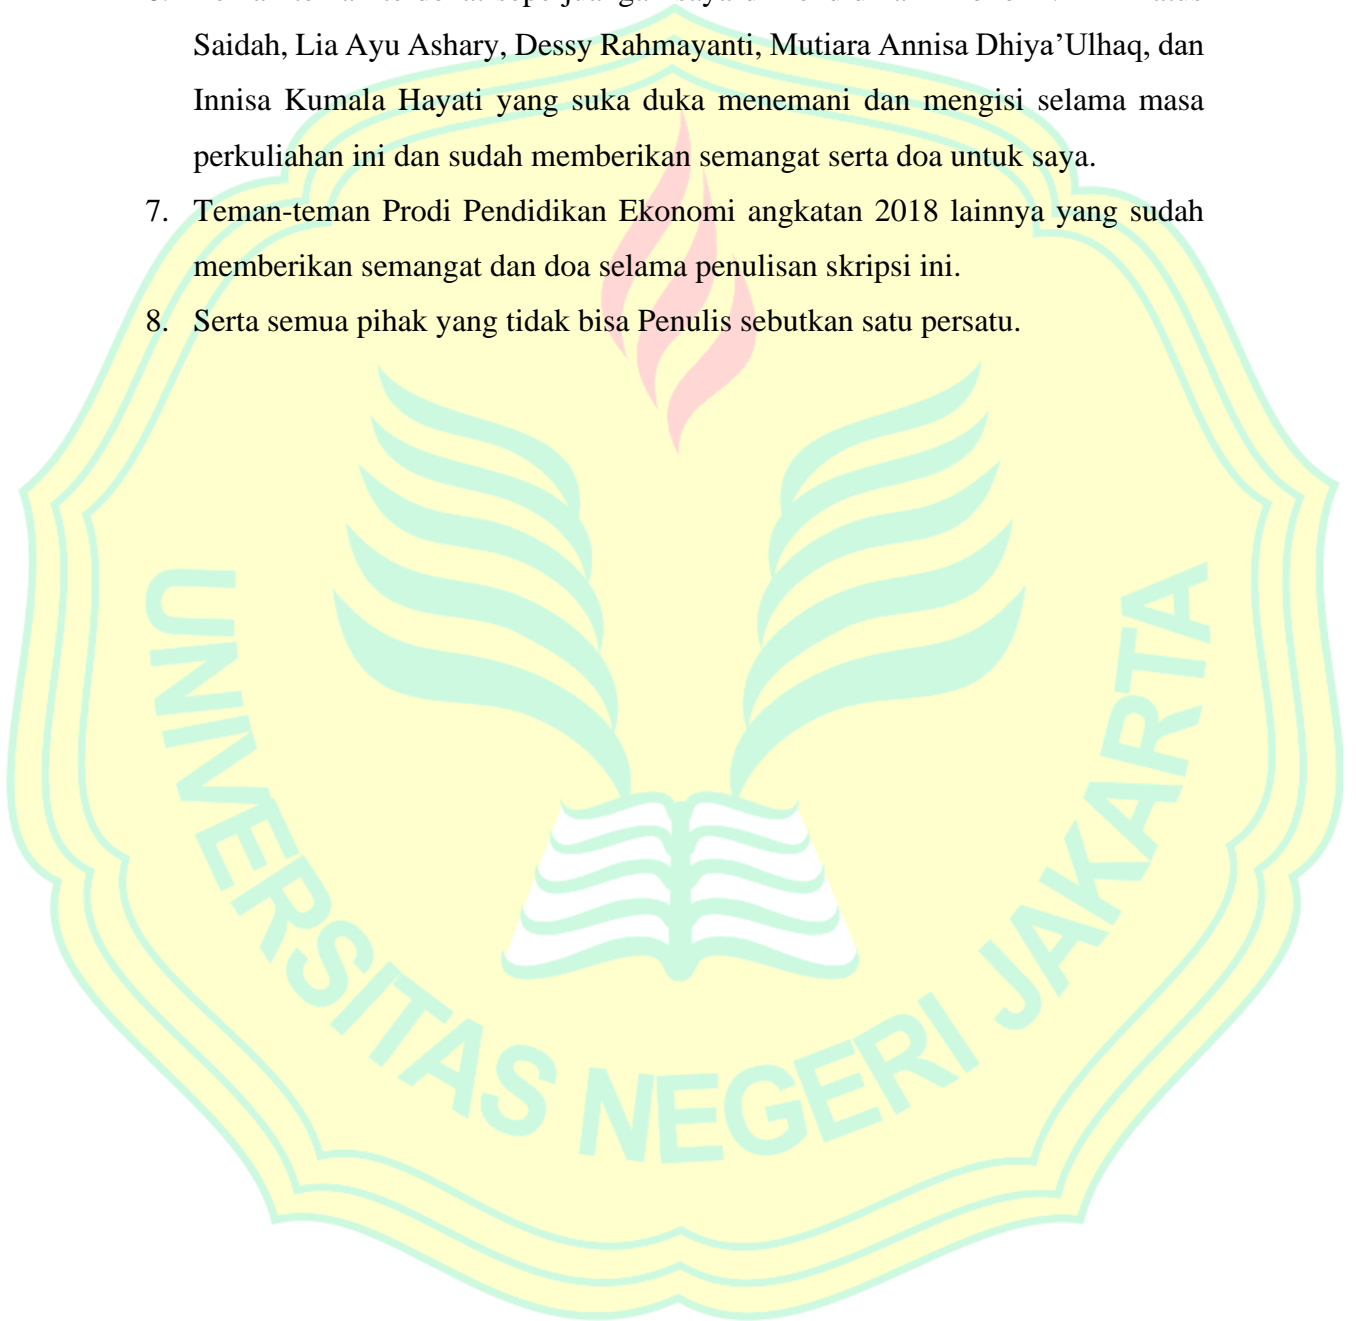 Saidah, Lia Ayu Ashary, Dessy Rahmayanti, Mutiara Annisa Dhiya’Ulhaq, dan
Innisa Kumala Hayati yang suka duka menemani dan mengisi selama masa
perkuliahan ini dan sudah memberikan semangat serta doa untuk saya.
7. Teman-teman Prodi Pendidikan Ekonomi angkatan 2018 lainnya yang sudah
memberikan semangat dan doa selama penulisan skripsi ini.
8. Serta semua pihak yang tidak bisa Penulis sebutkan satu persatu.
UNIVERSITAS NEGERI JAKARTA